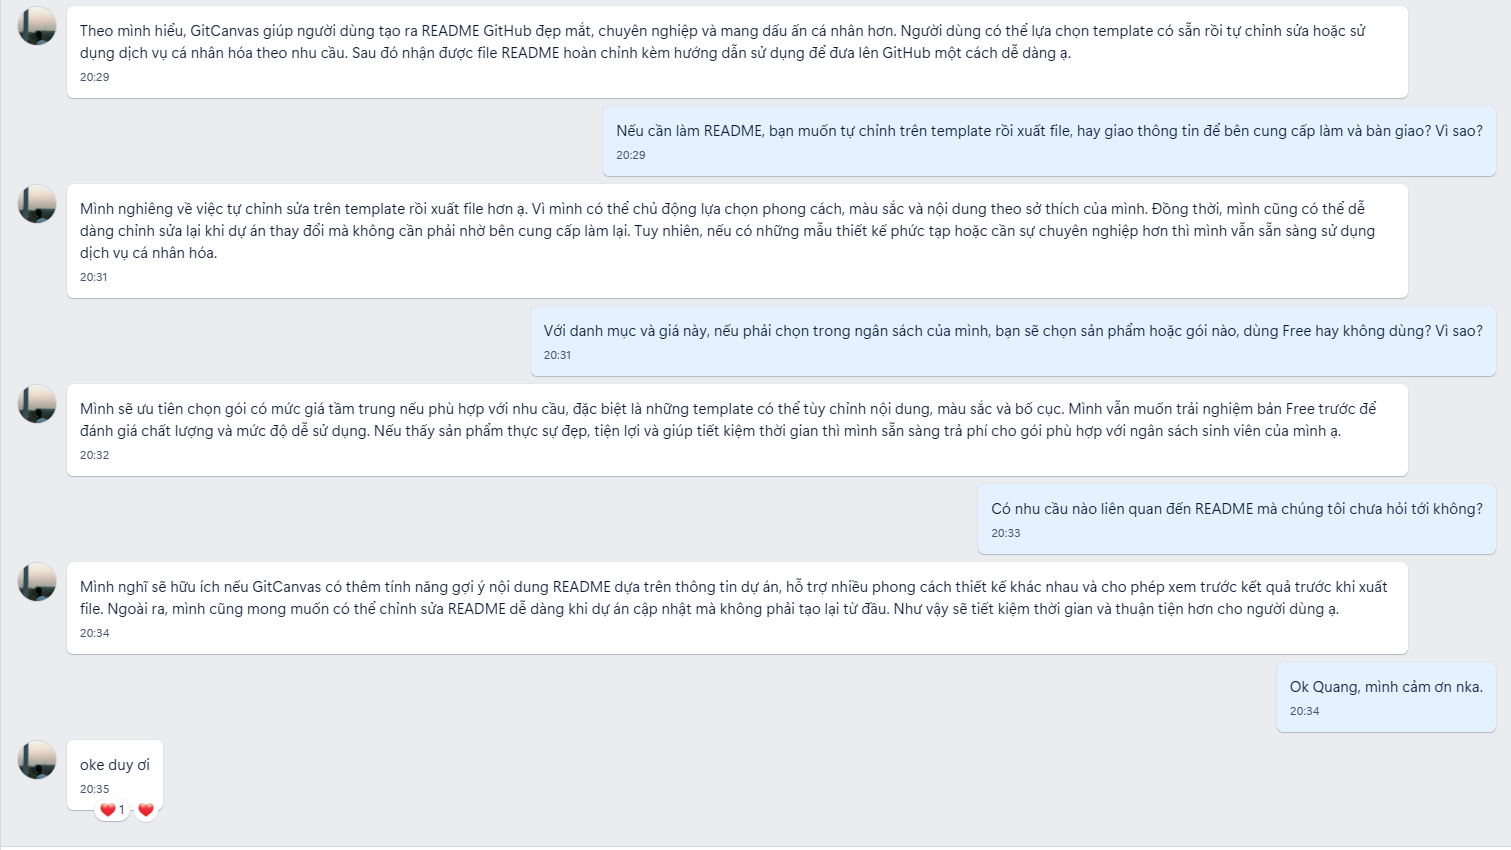 Theo mình hiểu, GitCanvas giúp người dùng tạo ra README GitHub đẹp mắt, chuyên nghiệp và mang dấu ấn cá nhân hơn. Người dùng có thể lựa chọn template có sẵn rồi tự chỉnh sửa hoặc sử
dụng dịch vụ cá nhân hóa theo nhu cầu. Sau đó nhận được file README hoàn chỉnh kèm hướng dẫn sử dụng để đưa lên GitHub một cách dễ dàng ạ.
20:29
Nếu cần làm README, bạn muốn tự chỉnh trên template rồi xuất file, hay giao thông tin để bên cung cấp làm và bàn giao? Vì sao?
20:29
Mình nghiêng về việc tự chỉnh sửa trên template rồi xuất file hơn ạ. Vì mình có thể chủ động lựa chọn phong cách, màu sắc và nội dung theo sở thích của mình. Đồng thời, mình cũng có thể dễ
dàng chỉnh sửa lại khi dự án thay đổi mà không cần phải nhờ bên cung cấp làm lại. Tuy nhiên, nếu có những mẫu thiết kế phức tạp hoặc cần sự chuyên nghiệp hơn thì mình vẫn sẵn sàng sử dụng
dịch vụ cá nhân hóa.
20:31
Với danh mục và giá này, nếu phải chọn trong ngân sách của mình, bạn sẽ chọn sản phẩm hoặc gói nào, dùng Free hay không dùng? Vì sao?
20:31
Mình sẽ ưu tiên chọn gói có mức giá tầm trung nếu phù hợp với nhu cầu, đặc biệt là những template có thể tùy chỉnh nội dung, màu sắc và bố cục. Mình vẫn muốn trải nghiệm bản Free trước để
đánh giá chất lượng và mức độ dễ sử dụng. Nếu thấy sản phẩm thực sự đẹp, tiện lợi và giúp tiết kiệm thời gian thì mình sẵn sàng trả phí cho gói phù hợp với ngân sách sinh viên của mình ạ.
20:32
Có nhu cầu nào liên quan đến README mà chúng tôi chưa hỏi tới không?
20:33
Mình nghĩ sẽ hữu ích nếu GitCanvas có thêm tính năng gợi ý nội dung README dựa trên thông tin dự án, hỗ trợ nhiều phong cách thiết kế khác nhau và cho phép xem trước kết quả trước khi xuất
file. Ngoài ra, mình cũng mong muốn có thể chỉnh sửa README dễ dàng khi dự án cập nhật mà không phải tạo lại từ đầu. Như vậy sẽ tiết kiệm thời gian và thuận tiện hơn cho người dùng ạ.
20:34
Ok Quang, mình cảm ơn nka.
20:34
oke duy ơi
20:35
1